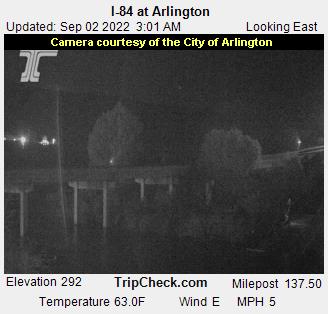 I-84 at Arlington
Updated: Sep 02 2022 3:01 AM Looking East
Camera courtesy of the City of Arlington
Elevation 292 TripCheck.com Milepost 137.50
Temperature 63.0F Wind E MPH 5